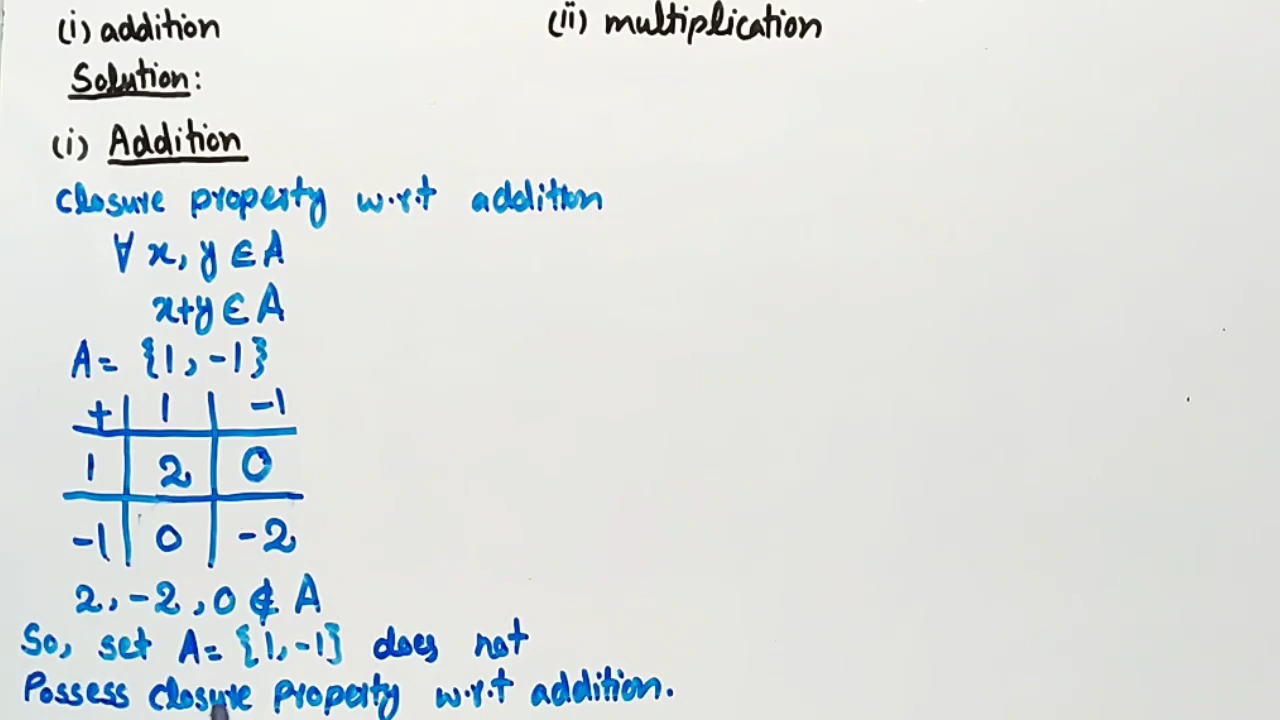 (i) addition (ii) multiplication
Solution:
(i) Addition
closure property w.r.t addition
∀ x, y ∈ A
x+y ∈ A
A= {1, -1}
+ | 1 | -1
1 | 2 | 0
-1 | 0 | -2
2, -2, 0 ∉ A
So, set A= {1, -1} does not
Possess closure property w.r.t addition.